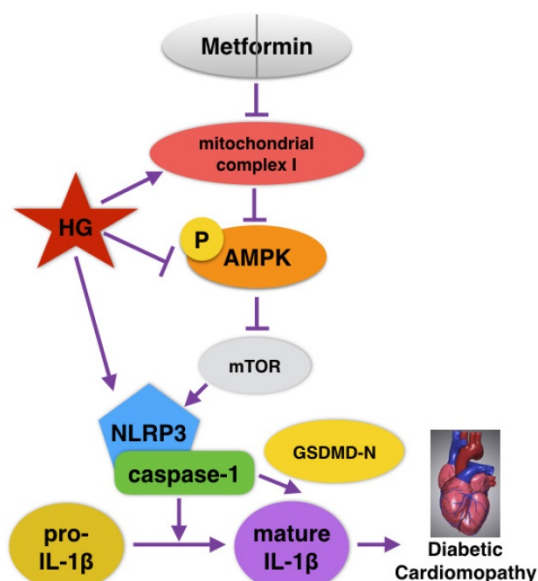 Metformin
mitochondrial
complex I
HG
P
AMPK
mTOR
NLRP3
GSDMD-N
caspase-1
pro-
IL-1β
mature
IL-1β
Diabetic
Cardiomopathy